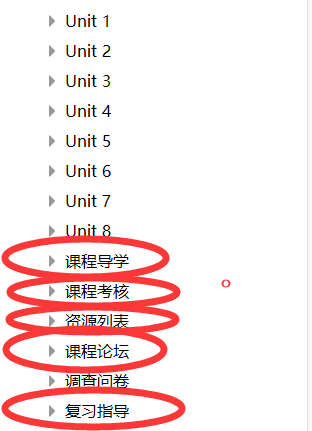 Unit 1
Unit 2
Unit 3
Unit 4
Unit 5
Unit 6
Unit 7
Unit 8
课程导学
课程考核
资源列表
课程论坛
调查问卷
复习指导